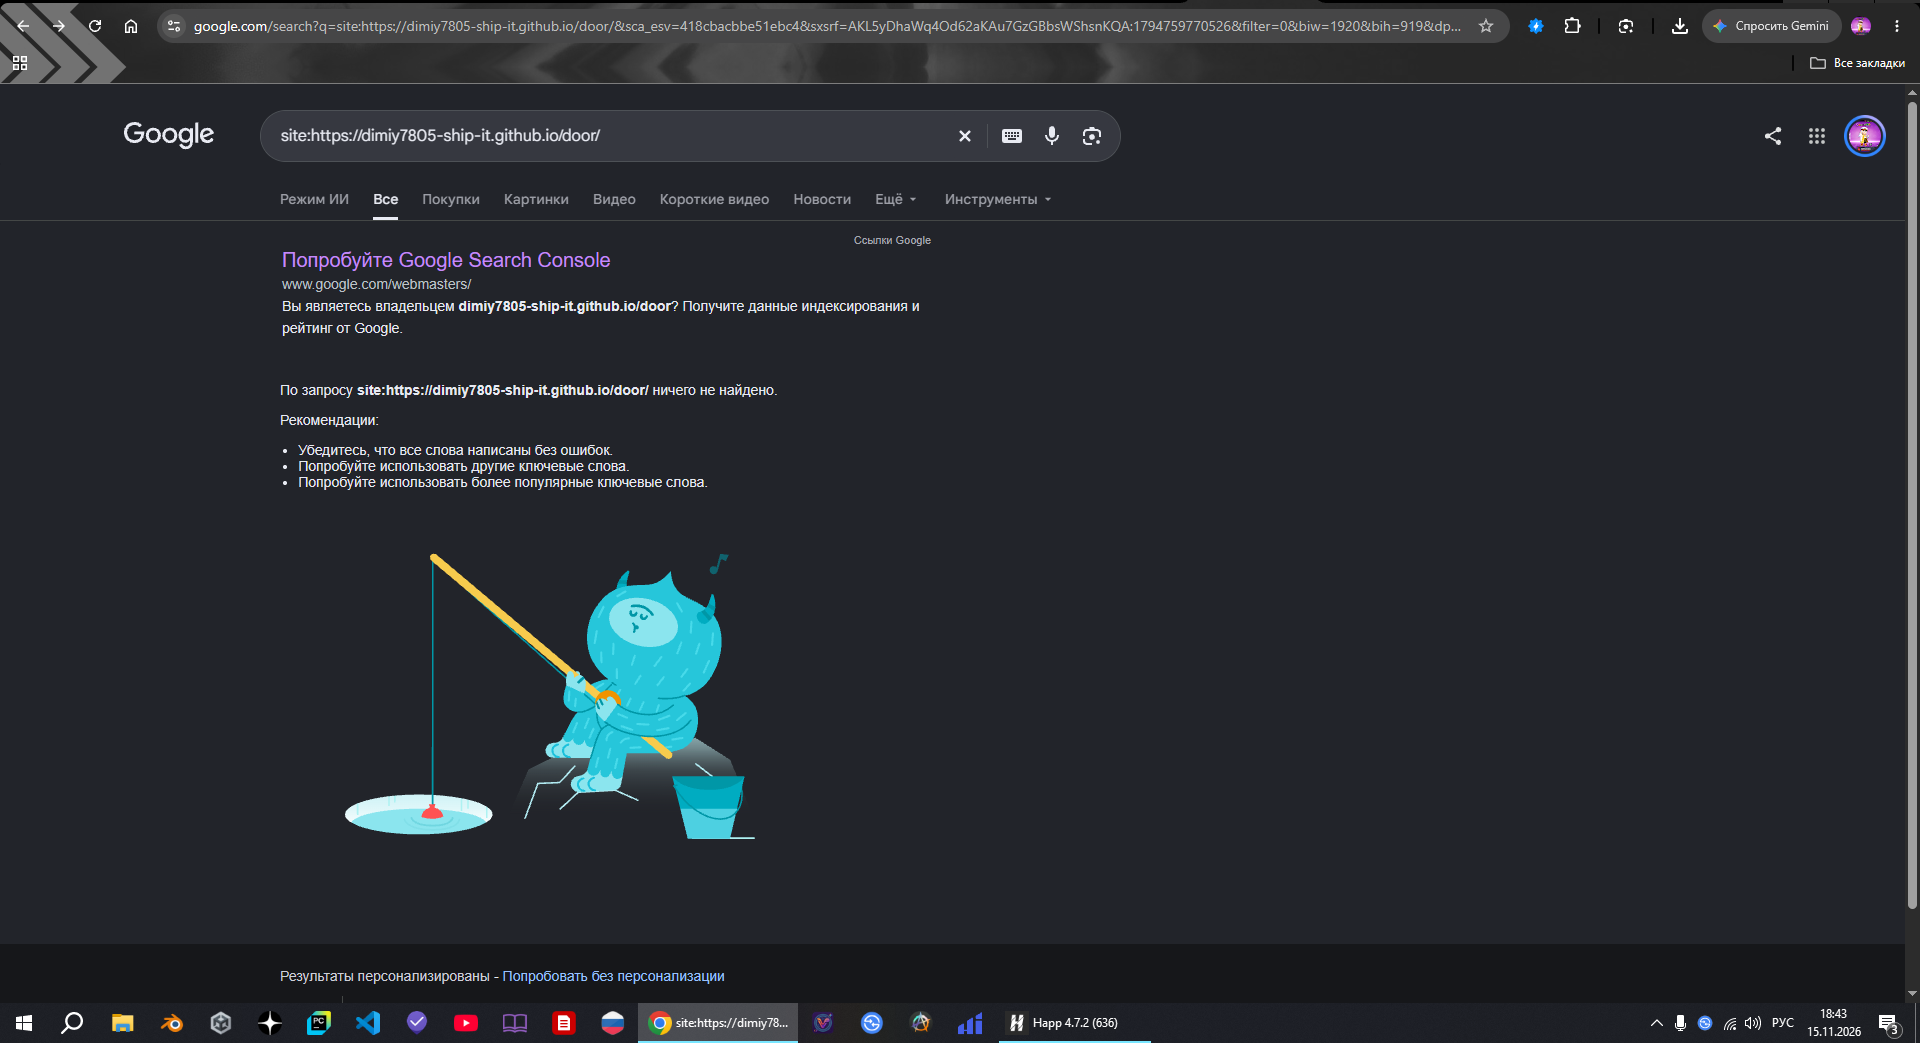 google.com/search?q=site:https://dimiy7805-ship-it.github.io/door/&sca_esv=418cbacbbe51ebc4&sxsrf=AKL5yDhaWq4Od62aKAu7GzGBbsWShsnKQA:1794759770526&filter=0&biw=1920&bih=919&dp...
Спросить Gemini
Все закладки
Google
site:https://dimiy7805-ship-it.github.io/door/
Режим ИИ
Все
Покупки
Картинки
Видео
Короткие видео
Новости
Ещё
Инструменты
Ссылки Google
Попробуйте Google Search Console
www.google.com/webmasters/
Вы являетесь владельцем dimiy7805-ship-it.github.io/door? Получите данные индексирования и
рейтинг от Google.
По запросу site:https://dimiy7805-ship-it.github.io/door/ ничего не найдено.
Рекомендации:
Убедитесь, что все слова написаны без ошибок.
Попробуйте использовать другие ключевые слова.
Попробуйте использовать более популярные ключевые слова.
Результаты персонализированы - Попробовать без персонализации
PC
site:https://dimiy78...
Happ 4.7.2 (636)
РУС
18:43
15.11.2026
3